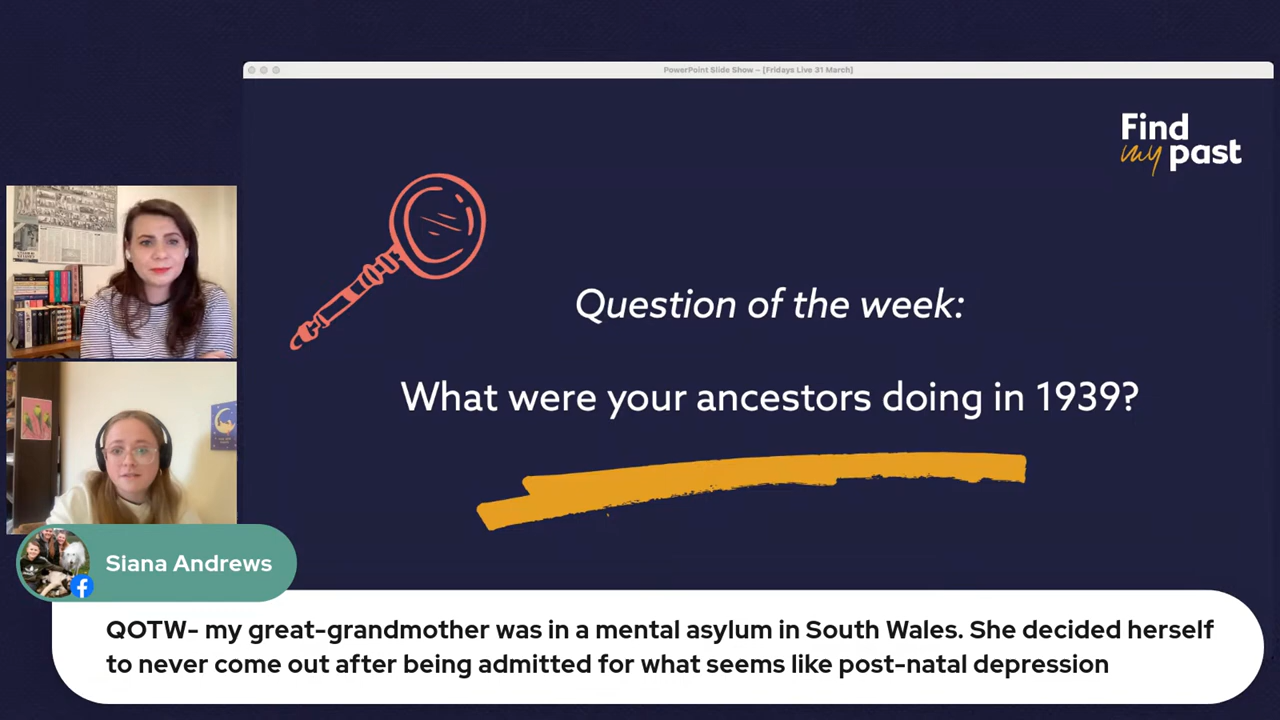 PowerPoint Slide Show – [Fridays Live 31 March]
Find
my past
Question of the week:
What were your ancestors doing in 1939?
Siana Andrews
QOTW- my great-grandmother was in a mental asylum in South Wales. She decided herself
to never come out after being admitted for what seems like post-natal depression